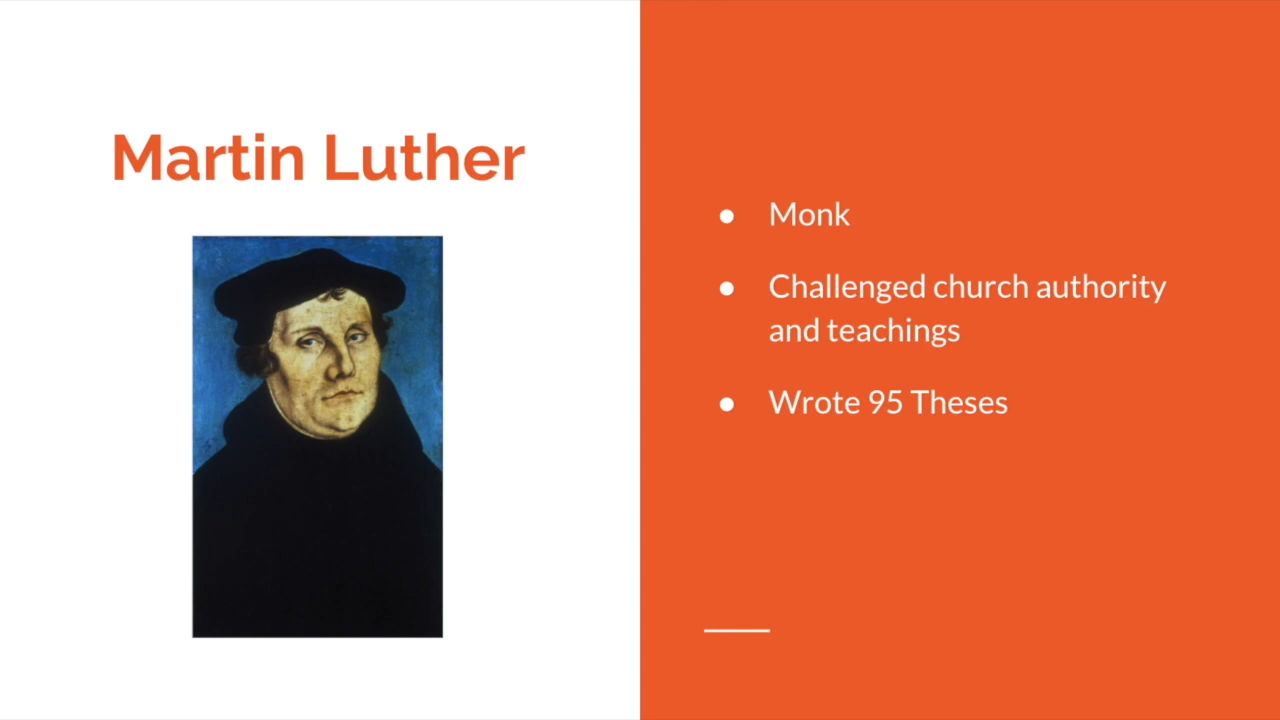 Martin Luther
● Monk
● Challenged church authority
and teachings
● Wrote 95 Theses